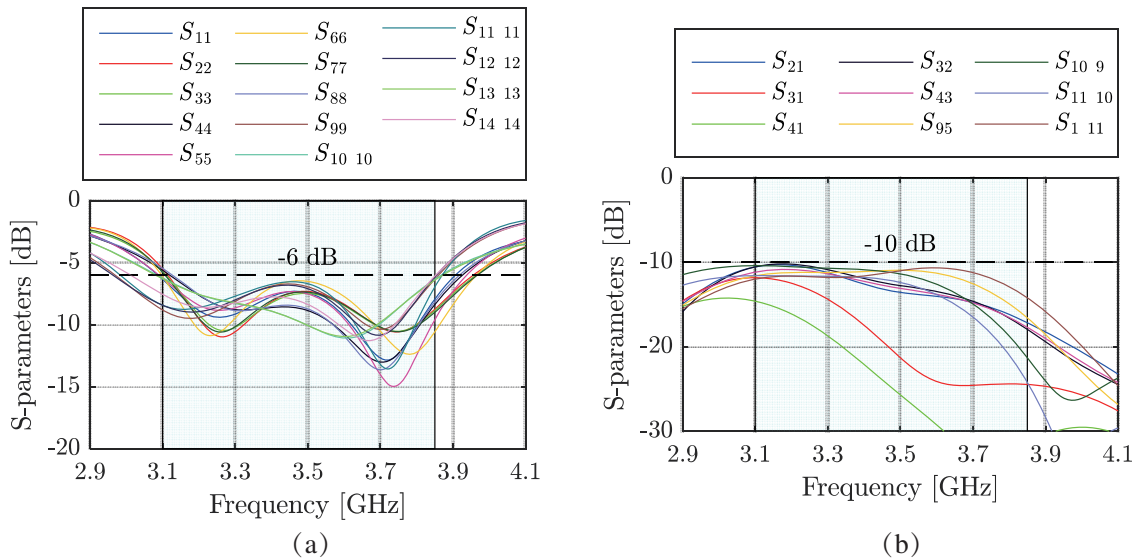 S11 S66 S11 11
S22 S77 S12 12
S33 S88 S13 13
S44 S99 S14 14
S55 S10 10
0
-5
-10
-15
-20
-6 dB
2.9 3.1 3.3 3.5 3.7 3.9 4.1
S-parameters [dB]
Frequency [GHz]
(a)
S21 S32 S10 9
S31 S43 S11 10
S41 S95 S1 11
0
-10
-20
-30
-10 dB
2.9 3.1 3.3 3.5 3.7 3.9 4.1
S-parameters [dB]
Frequency [GHz]
(b)